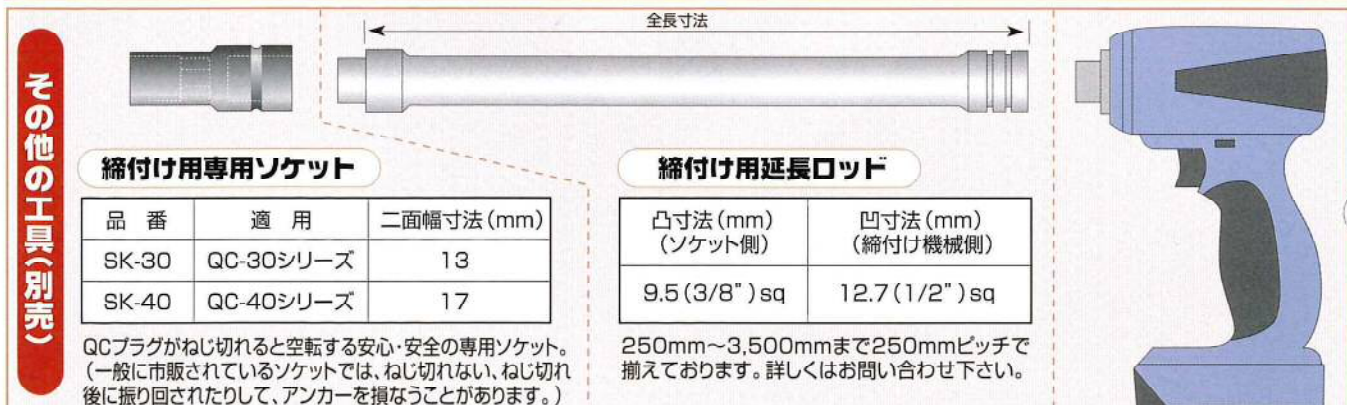 その他の工具(別売)
全長寸法
締付け用専用ソケット
品 番 適 用 二面幅寸法(mm)
SK-30 QC-30シリーズ 13
SK-40 QC-40シリーズ 17
QCプラグがねじ切れると空転する安心・安全の専用ソケット。
(一般に市販されているソケットでは、ねじ切れない、ねじ切れ
後に振り回されたりして、アンカーを損なうことがあります。)
締付け用延長ロッド
凸寸法(mm) 凹寸法(mm)
(ソケット側) (締付け機械側)
9.5(3/8")sq 12.7(1/2")sq
250mm〜3,500mmまで250mmピッチで
揃えております。詳しくはお問い合わせ下さい。